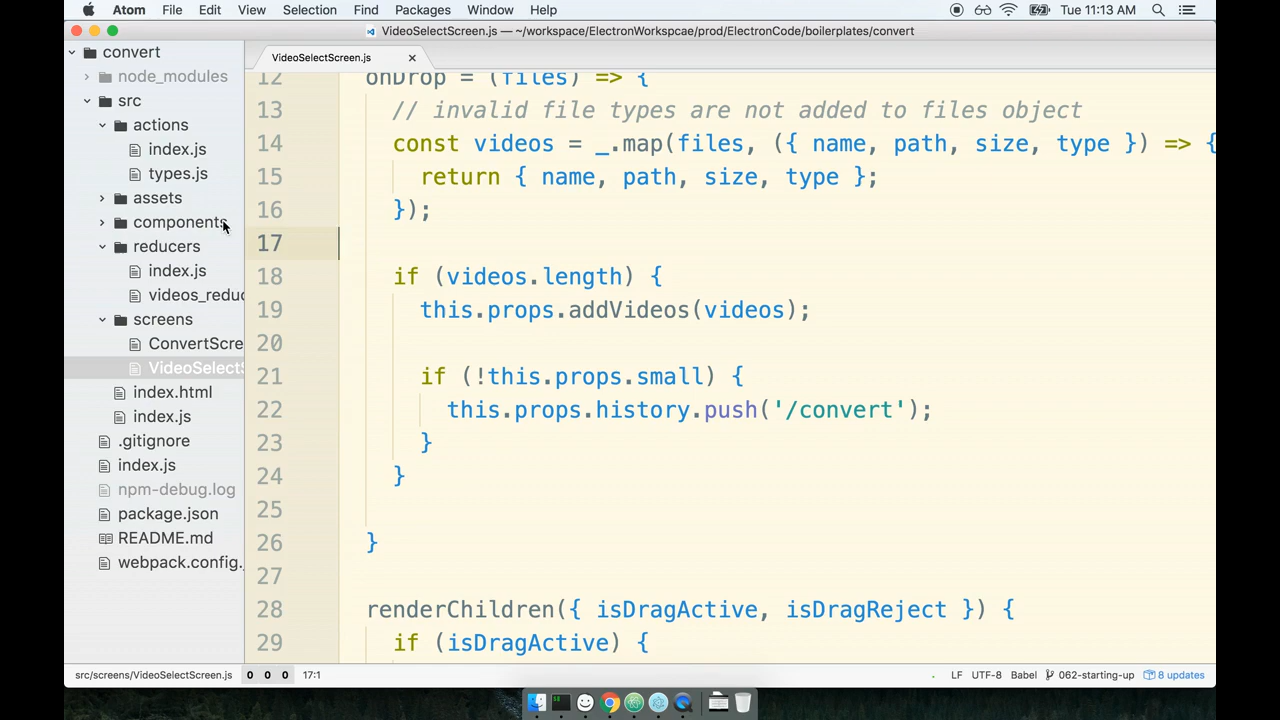 Atom File Edit View Selection Find Packages Window Help Tue 11:13 AM
VideoSelectScreen.js — ~/workspace/ElectronWorkspcae/prod/ElectronCode/boilerplates/convert
convert
node_modules
src
actions
index.js
types.js
assets
components
reducers
index.js
videos_reduc
screens
ConvertScre
VideoSelectS
index.html
index.js
.gitignore
index.js
npm-debug.log
package.json
README.md
webpack.config.
VideoSelectScreen.js
12 onDrop = (files) => {
13 // invalid file types are not added to files object
14 const videos = _.map(files, ({ name, path, size, type }) => {
15 return { name, path, size, type };
16 });
17
18 if (videos.length) {
19 this.props.addVideos(videos);
20
21 if (!this.props.small) {
22 this.props.history.push('/convert');
23 }
24 }
25
26 }
27
28 renderChildren({ isDragActive, isDragReject }) {
29 if (isDragActive) {
src/screens/VideoSelectScreen.js 0 0 0 17:1 LF UTF-8 Babel 062-starting-up 8 updates